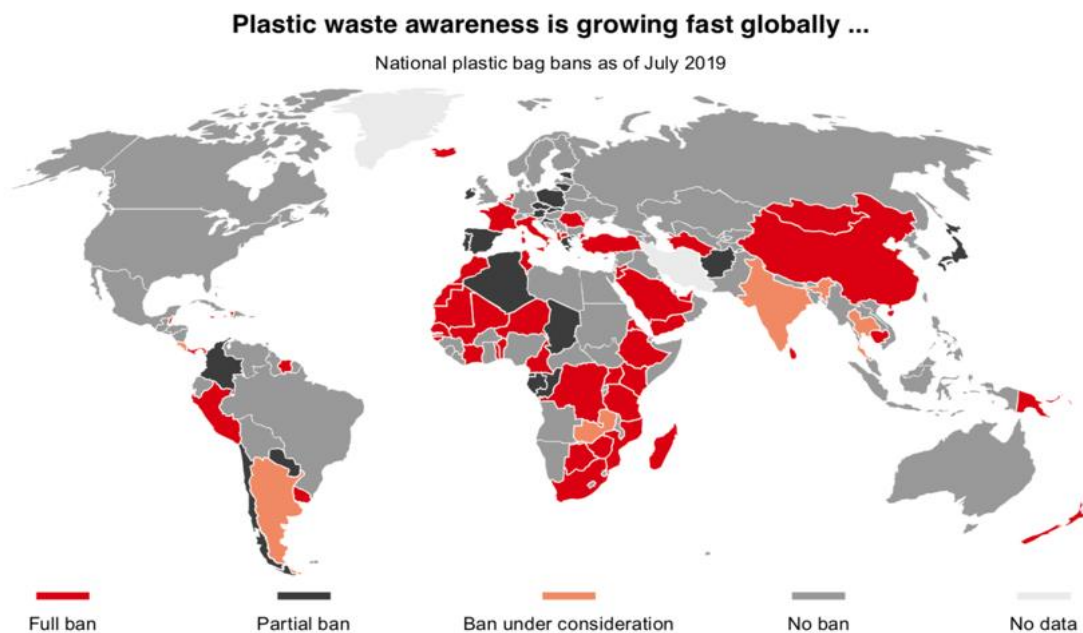 Plastic waste awareness is growing fast globally ...
National plastic bag bans as of July 2019
Full ban
Partial ban
Ban under consideration
No ban
No data